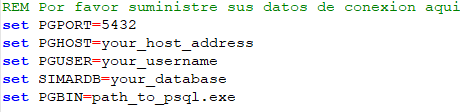 REM Por favor suministre sus datos de conexion aqui
set PGPORT=5432
set PGHOST=your_host_address
set PGUSER=your_username
set SIMARDB=your_database
set PGBIN=path_to_psql.exe